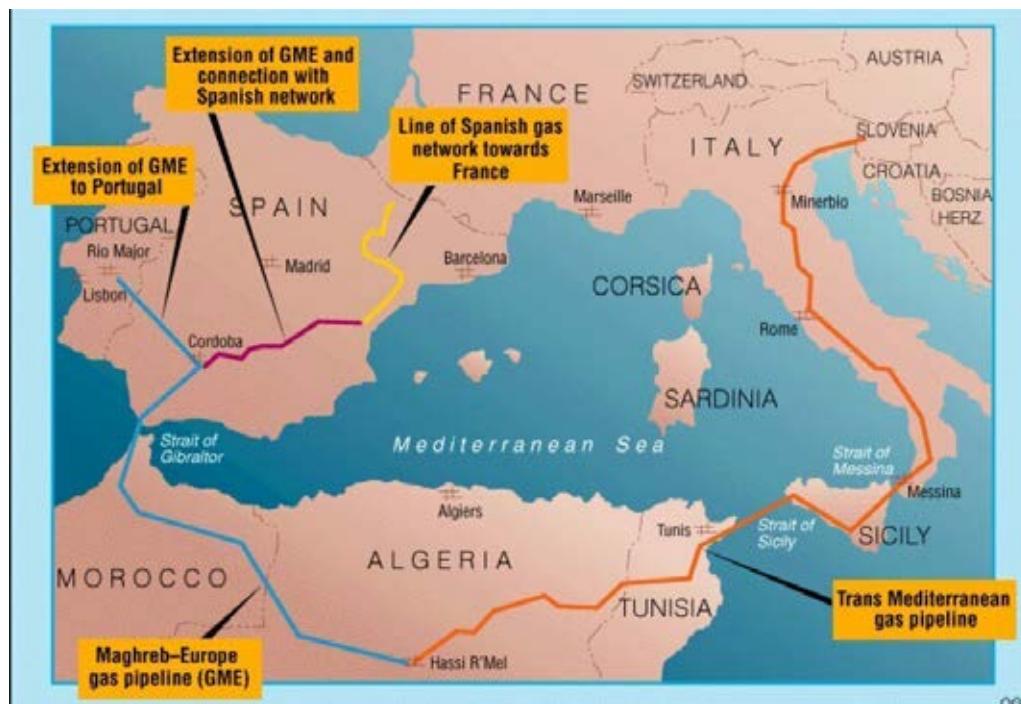 Extension of GME and
connection with
Spanish network
Extension of GME
to Portugal
Line of Spanish gas
network towards
France
FRANCE
SWITZERLAND
AUSTRIA
ITALY
SLOVENIA
CROATIA
BOSNIA
HERZ.
Minerbio
Marseille
SPAIN
PORTUGAL
Rio Major
Lisbon
Madrid
Barcelona
CORSICA
Rome
Cordoba
SARDINIA
Strait of
Gibraltor
Mediterranean Sea
Strait of
Messina
Messina
Algiers
Tunis
Strait of
Sicily
SICILY
ALGERIA
MOROCCO
TUNISIA
Trans Mediterranean
gas pipeline
Maghreb–Europe
gas pipeline (GME)
Hassi R'Mel